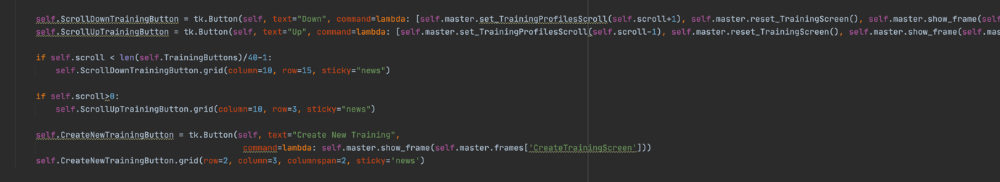 self.ScrollDownTrainingButton = tk.Button(self, text="Down", command=lambda: [self.master.set_TrainingProfilesScroll(self.scroll+1), self.master.reset_TrainingScreen(), self.master.show_frame(self
self.ScrollUpTrainingButton = tk.Button(self, text="Up", command=lambda: [self.master.set_TrainingProfilesScroll(self.scroll-1), self.master.reset_TrainingScreen(), self.master.show_frame(self.mas
if self.scroll < len(self.TrainingButtons)/40-1:
self.ScrollDownTrainingButton.grid(column=10, row=15, sticky="news")
if self.scroll>0:
self.ScrollUpTrainingButton.grid(column=10, row=3, sticky="news")
self.CreateNewTrainingButton = tk.Button(self, text="Create New Training",
command=lambda: self.master.show_frame(self.master.frames['CreateTrainingScreen']))
self.CreateNewTrainingButton.grid(row=2, column=3, columnspan=2, sticky='news')